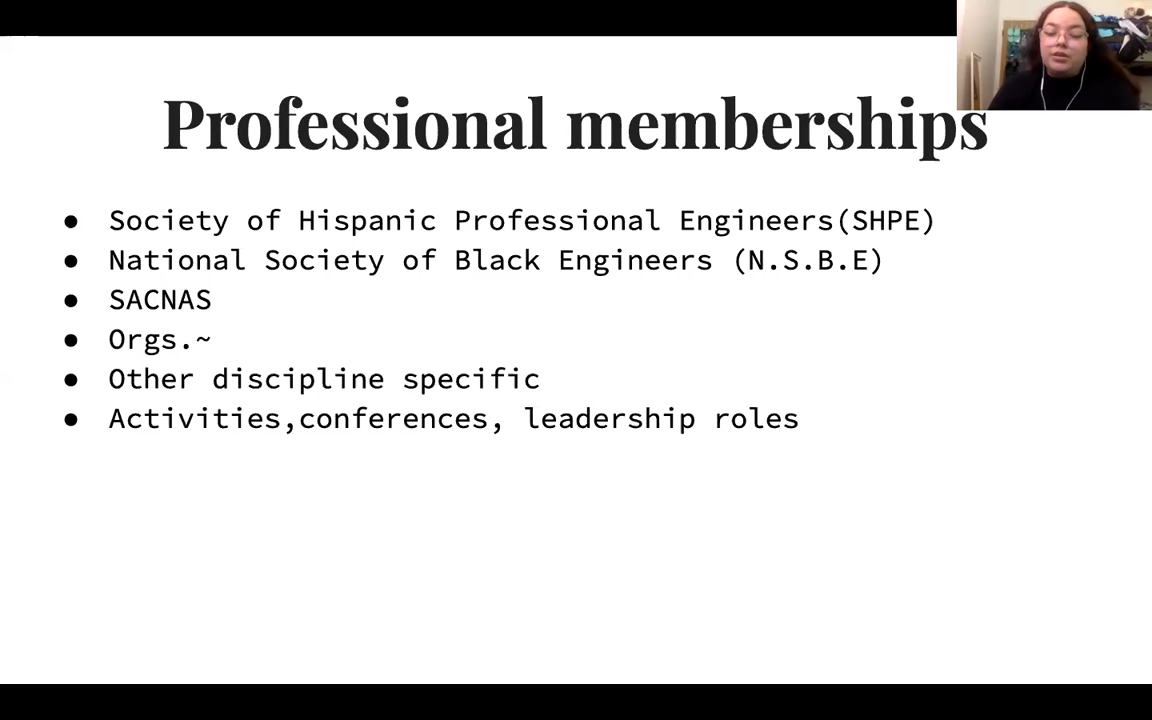 Professional memberships
● Society of Hispanic Professional Engineers(SHPE)
● National Society of Black Engineers (N.S.B.E)
● SACNAS
● Orgs.~
● Other discipline specific
● Activities,conferences, leadership roles